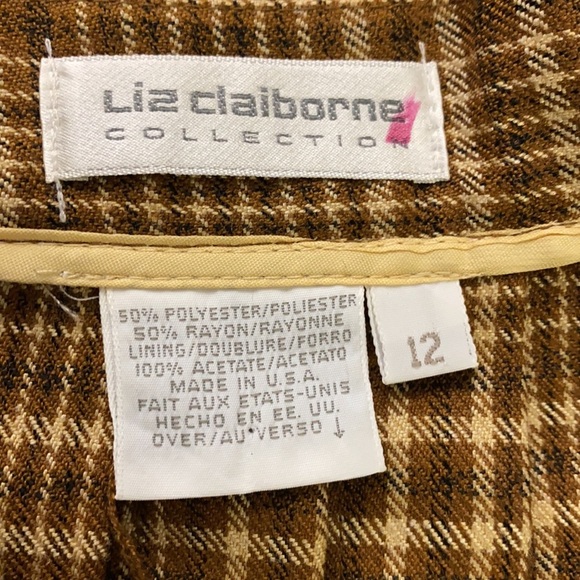 Liz claiborne
COLLECTION
50% POLYESTER/POLIESTER
50% RAYON/RAYONNE
LINING/DOUBLURE/FORRO
100% ACETATE/ACETATO
MADE IN U.S.A.
FAIT AUX ETATS-UNIS
HECHO EN EE. UU.
OVER/AU VERSO ↓
12